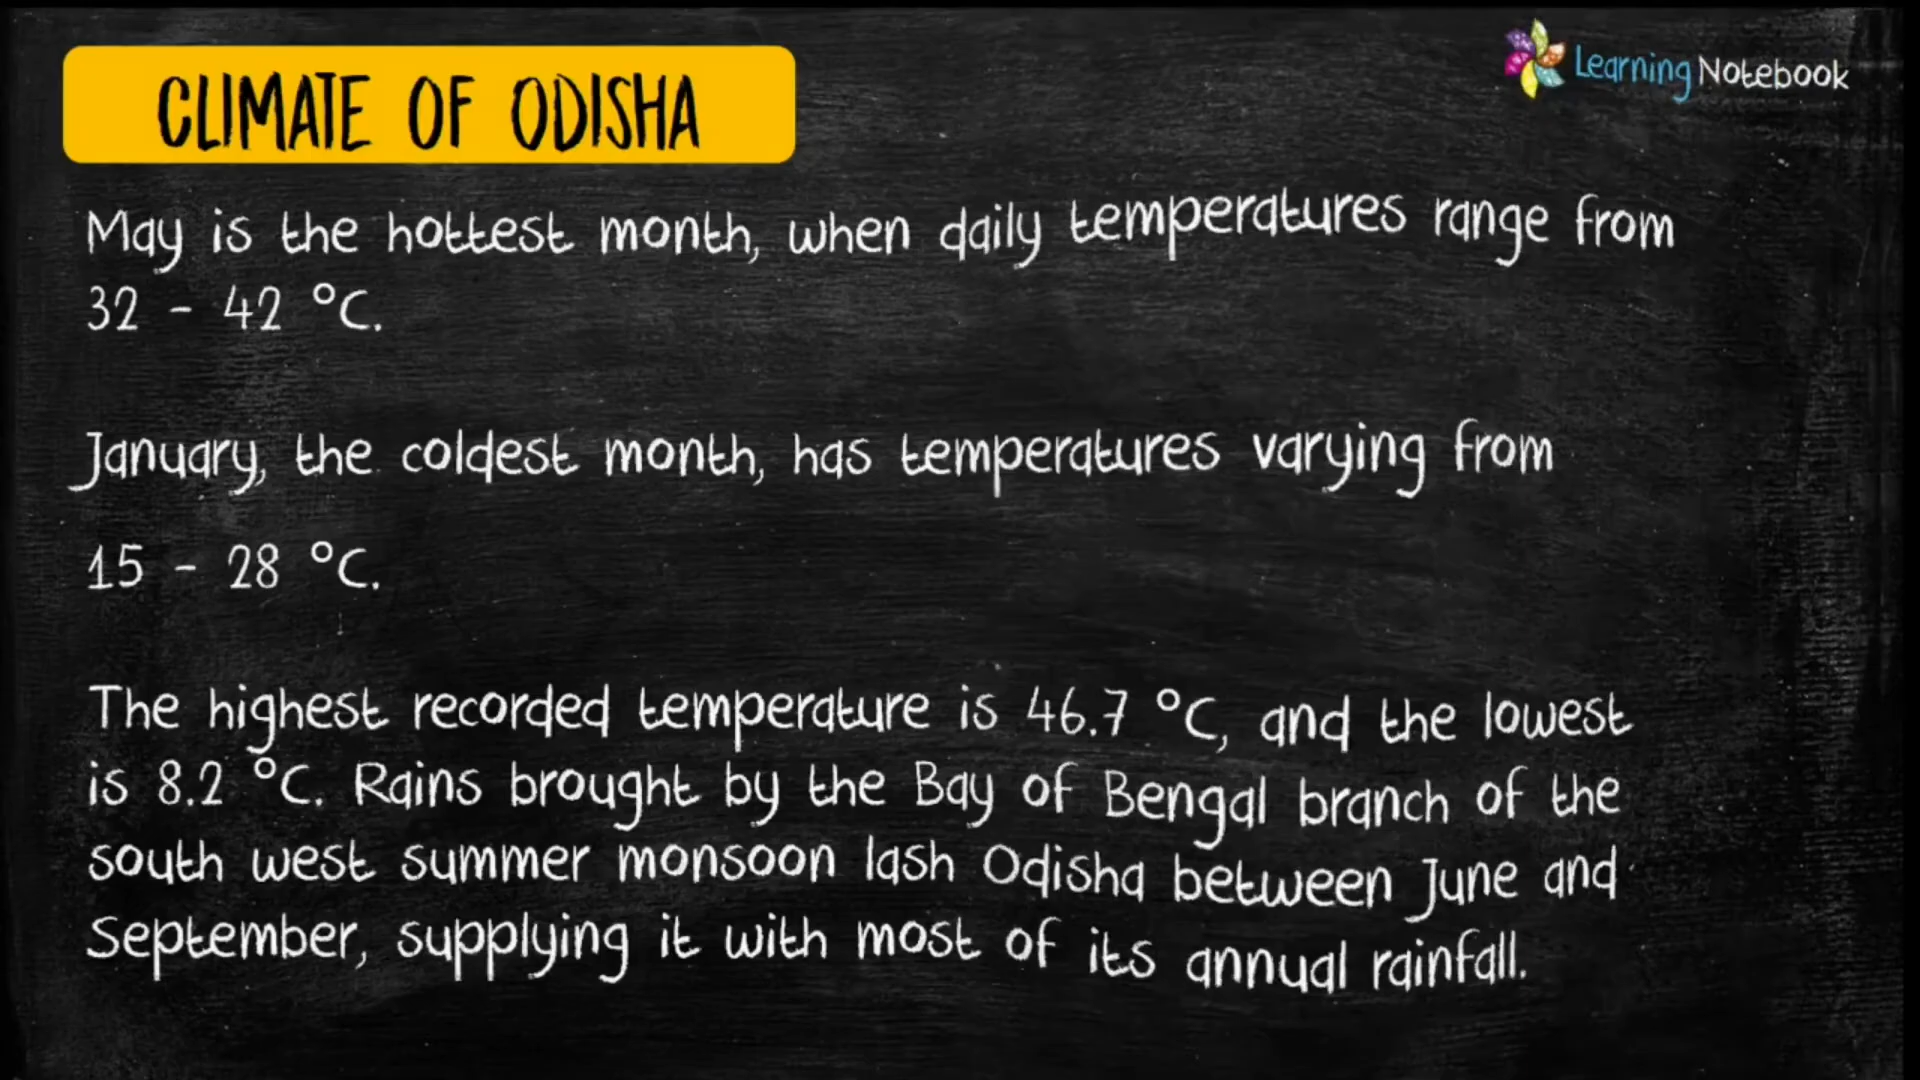 CLIMATE OF ODISHA
Learning Notebook
May is the hottest month, when daily temperatures range from
32 - 42 °C.
January, the coldest month, has temperatures varying from
15 - 28 °C.
The highest recorded temperature is 46.7 °C, and the lowest
is 8.2 °C. Rains brought by the Bay of Bengal branch of the
south west summer monsoon lash Odisha between June and
September, supplying it with most of its annual rainfall.